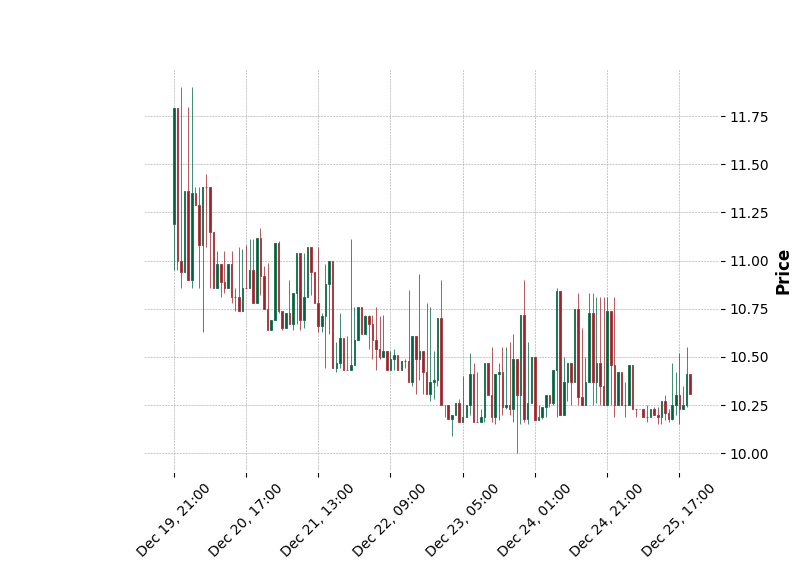 11.75
11.50
11.25
11.00
10.75
10.50
10.25
10.00
Price
Dec 19, 21:00
Dec 20, 17:00
Dec 21, 13:00
Dec 22, 09:00
Dec 23, 05:00
Dec 24, 01:00
Dec 24, 21:00
Dec 25, 17:00